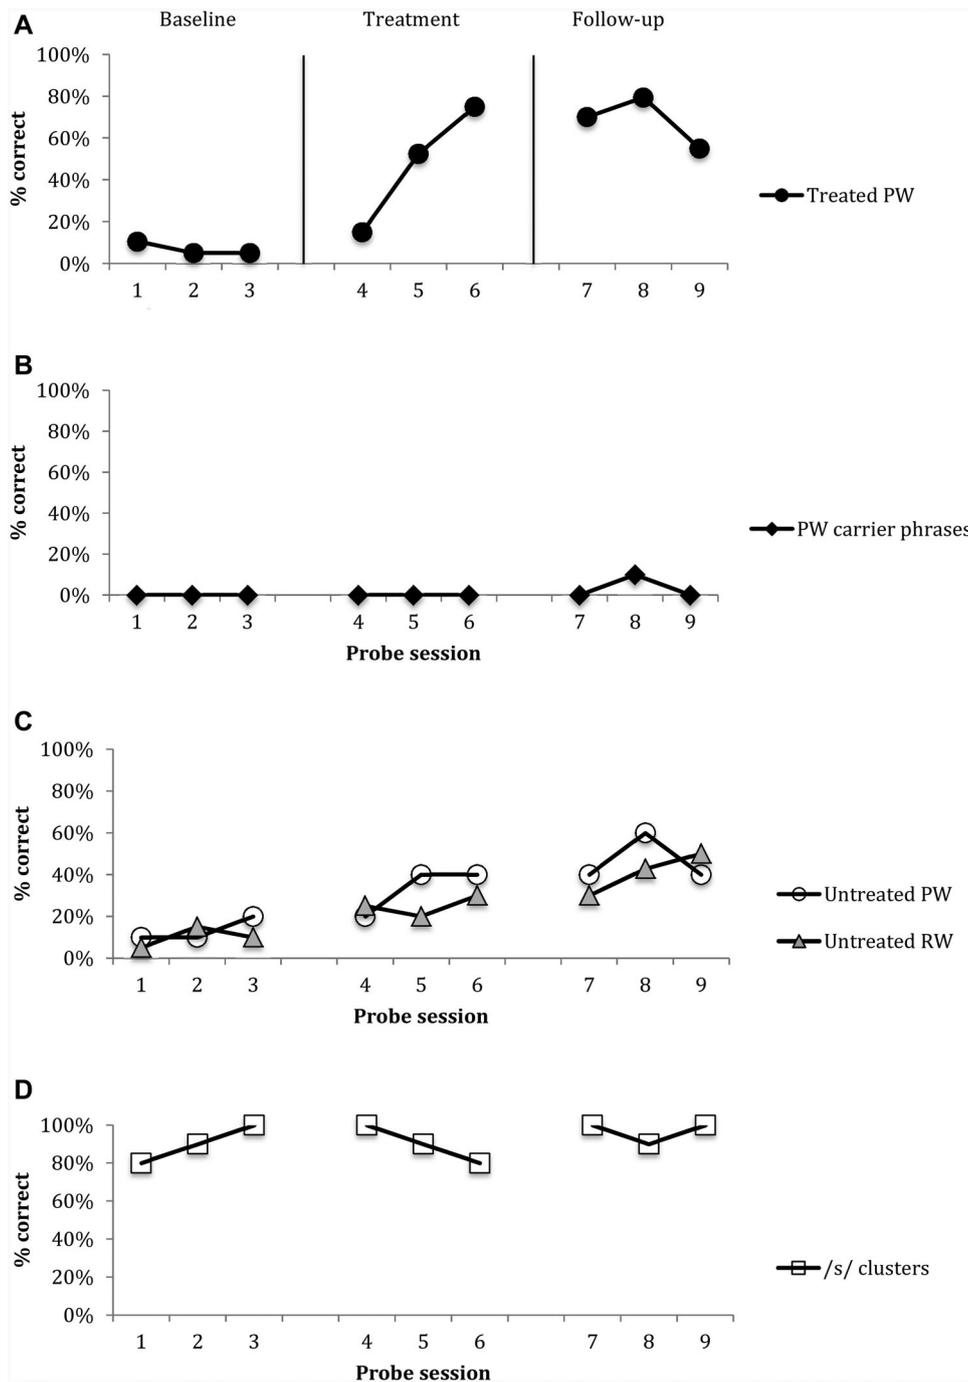 A
Baseline Treatment Follow-up
100%
80%
60%
40%
20%
0%
% correct
1 2 3 4 5 6 7 8 9
Treated PW
B
100%
80%
60%
40%
20%
0%
% correct
1 2 3 4 5 6 7 8 9
Probe session
PW carrier phrases
C
100%
80%
60%
40%
20%
0%
% correct
1 2 3 4 5 6 7 8 9
Probe session
Untreated PW
Untreated RW
D
100%
80%
60%
40%
20%
0%
% correct
1 2 3 4 5 6 7 8 9
Probe session
/s/ clusters